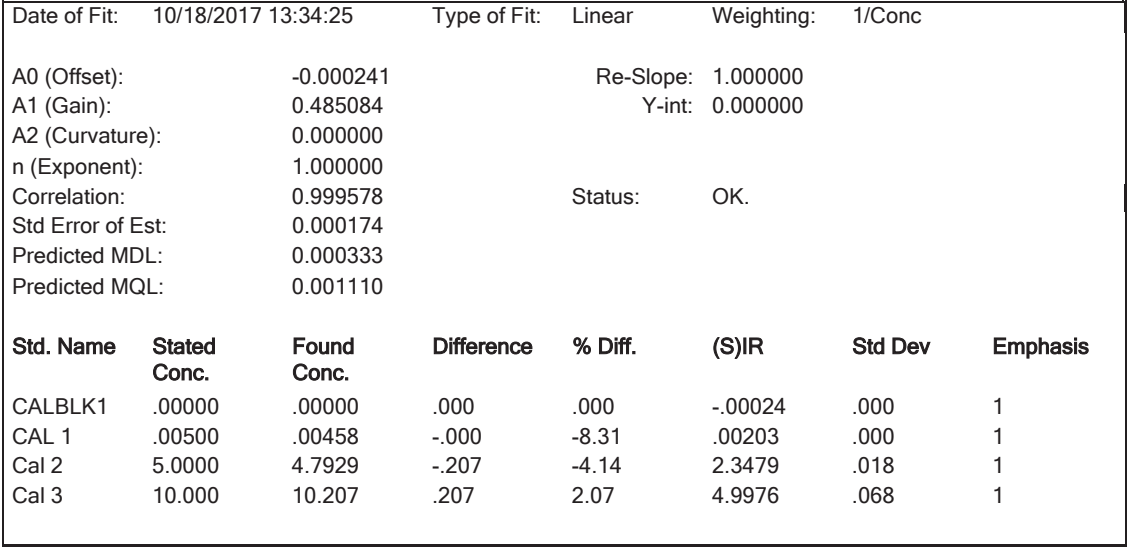 Date of Fit: 10/18/2017 13:34:25 Type of Fit: Linear Weighting: 1/Conc
A0 (Offset): -0.000241 Re-Slope: 1.000000
A1 (Gain): 0.485084 Y-int: 0.000000
A2 (Curvature): 0.000000
n (Exponent): 1.000000
Correlation: 0.999578 Status: OK.
Std Error of Est: 0.000174
Predicted MDL: 0.000333
Predicted MQL: 0.001110
Std. Name Stated Found Difference % Diff. (S)IR Std Dev Emphasis
Conc. Conc.
CALBLK1 .00000 .00000 .000 .000 -.00024 .000 1
CAL 1 .00500 .00458 -.000 -8.31 .00203 .000 1
Cal 2 5.0000 4.7929 -.207 -4.14 2.3479 .018 1
Cal 3 10.000 10.207 .207 2.07 4.9976 .068 1